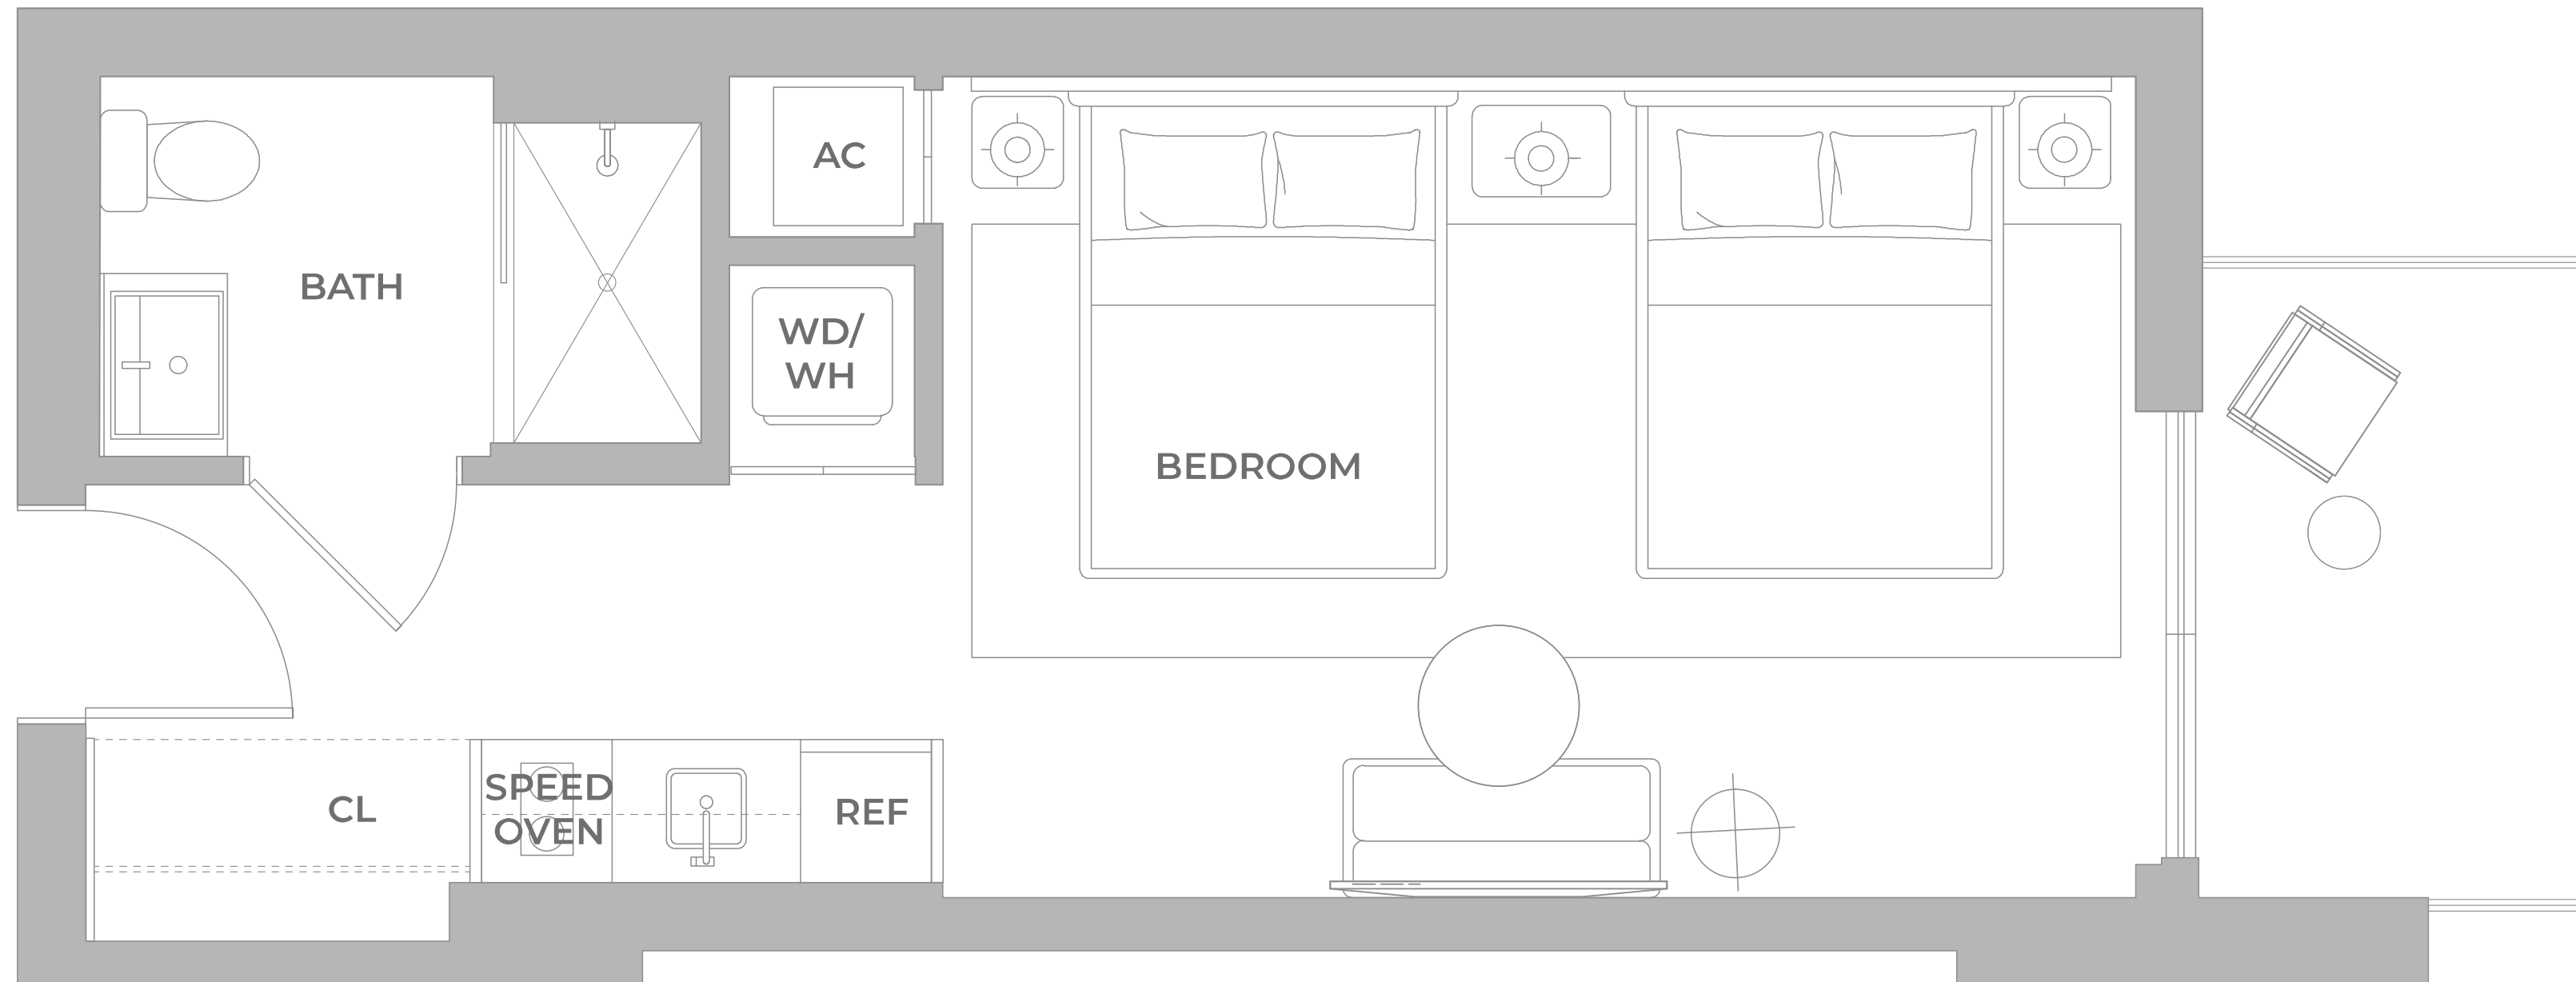 AC
BATH
WD/
WH
BEDROOM
SPEED
OVEN
CL
REF